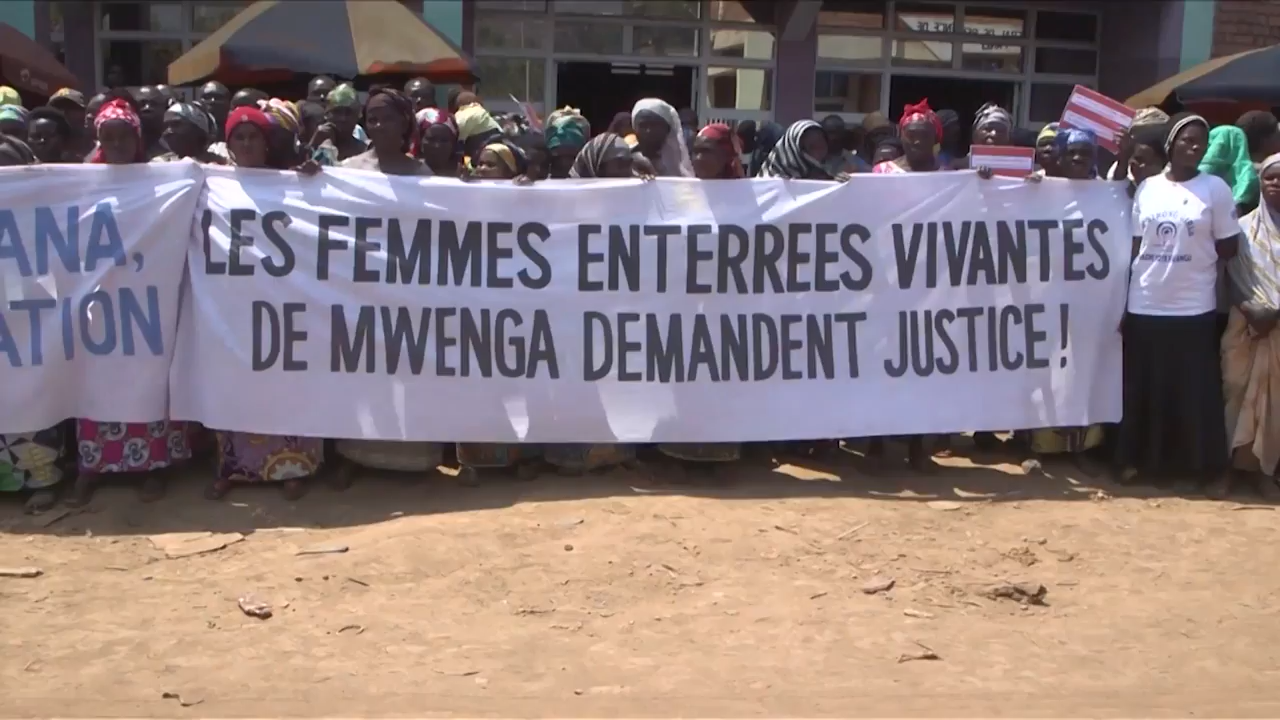 ANA,
ATION
LES FEMMES ENTERREES VIVANTES
DE MWENGA DEMANDENT JUSTICE !